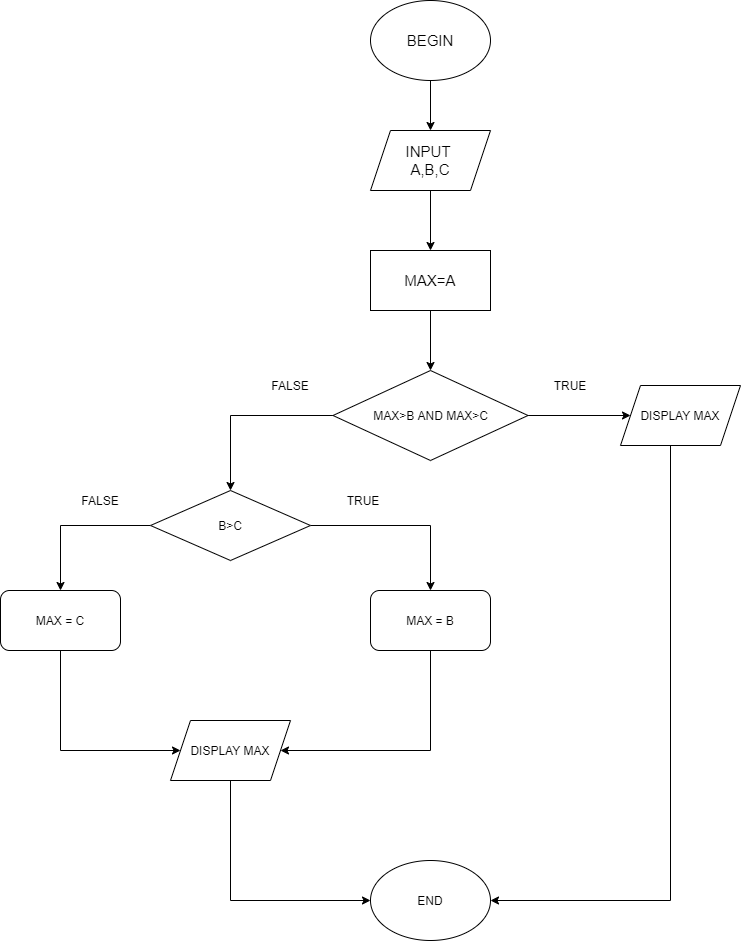 BEGIN
INPUT
A,B,C
MAX=A
FALSE
TRUE
MAX>B AND MAX>C
DISPLAY MAX
FALSE
TRUE
B>C
MAX = C
MAX = B
DISPLAY MAX
END